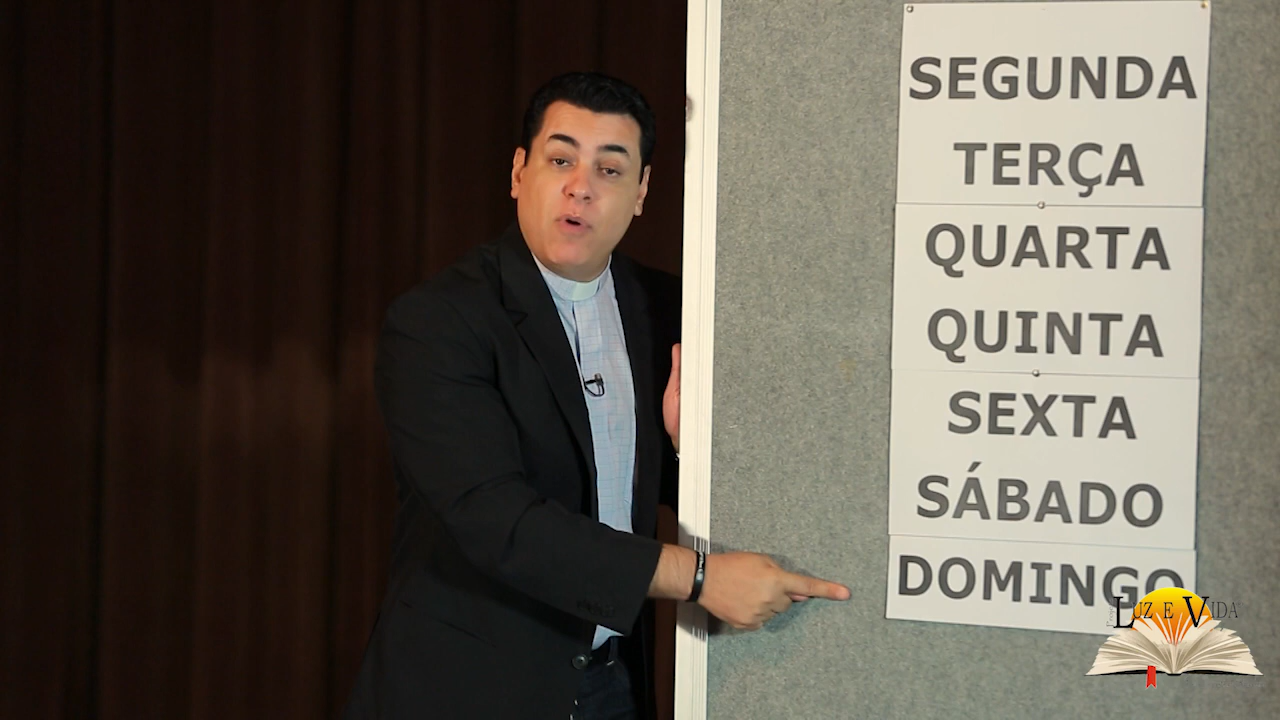 SEGUNDA
TERÇA
QUARTA
QUINTA
SEXTA
SÁBADO
DOMINGO
LUZ E VIDA